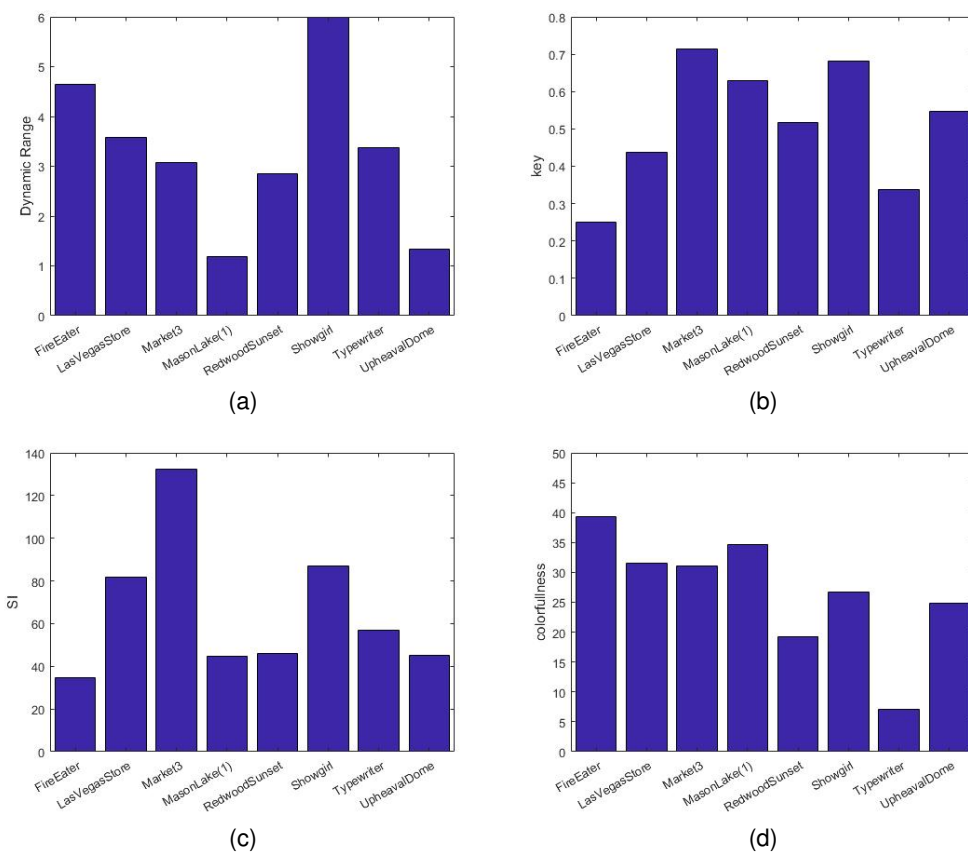 Dynamic Range
6
5
4
3
2
1
0
FireEater
LasVegasStore
Market3
MasonLake(1)
RedwoodSunset
Showgirl
Typewriter
UpheavalDome
(a)
key
0.8
0.7
0.6
0.5
0.4
0.3
0.2
0.1
0
FireEater
LasVegasStore
Market3
MasonLake(1)
RedwoodSunset
Showgirl
Typewriter
UpheavalDome
(b)
SI
140
120
100
80
60
40
20
0
FireEater
LasVegasStore
Market3
MasonLake(1)
RedwoodSunset
Showgirl
Typewriter
UpheavalDome
(c)
colorfullness
50
45
40
35
30
25
20
15
10
5
0
FireEater
LasVegasStore
Market3
MasonLake(1)
RedwoodSunset
Showgirl
Typewriter
UpheavalDome
(d)